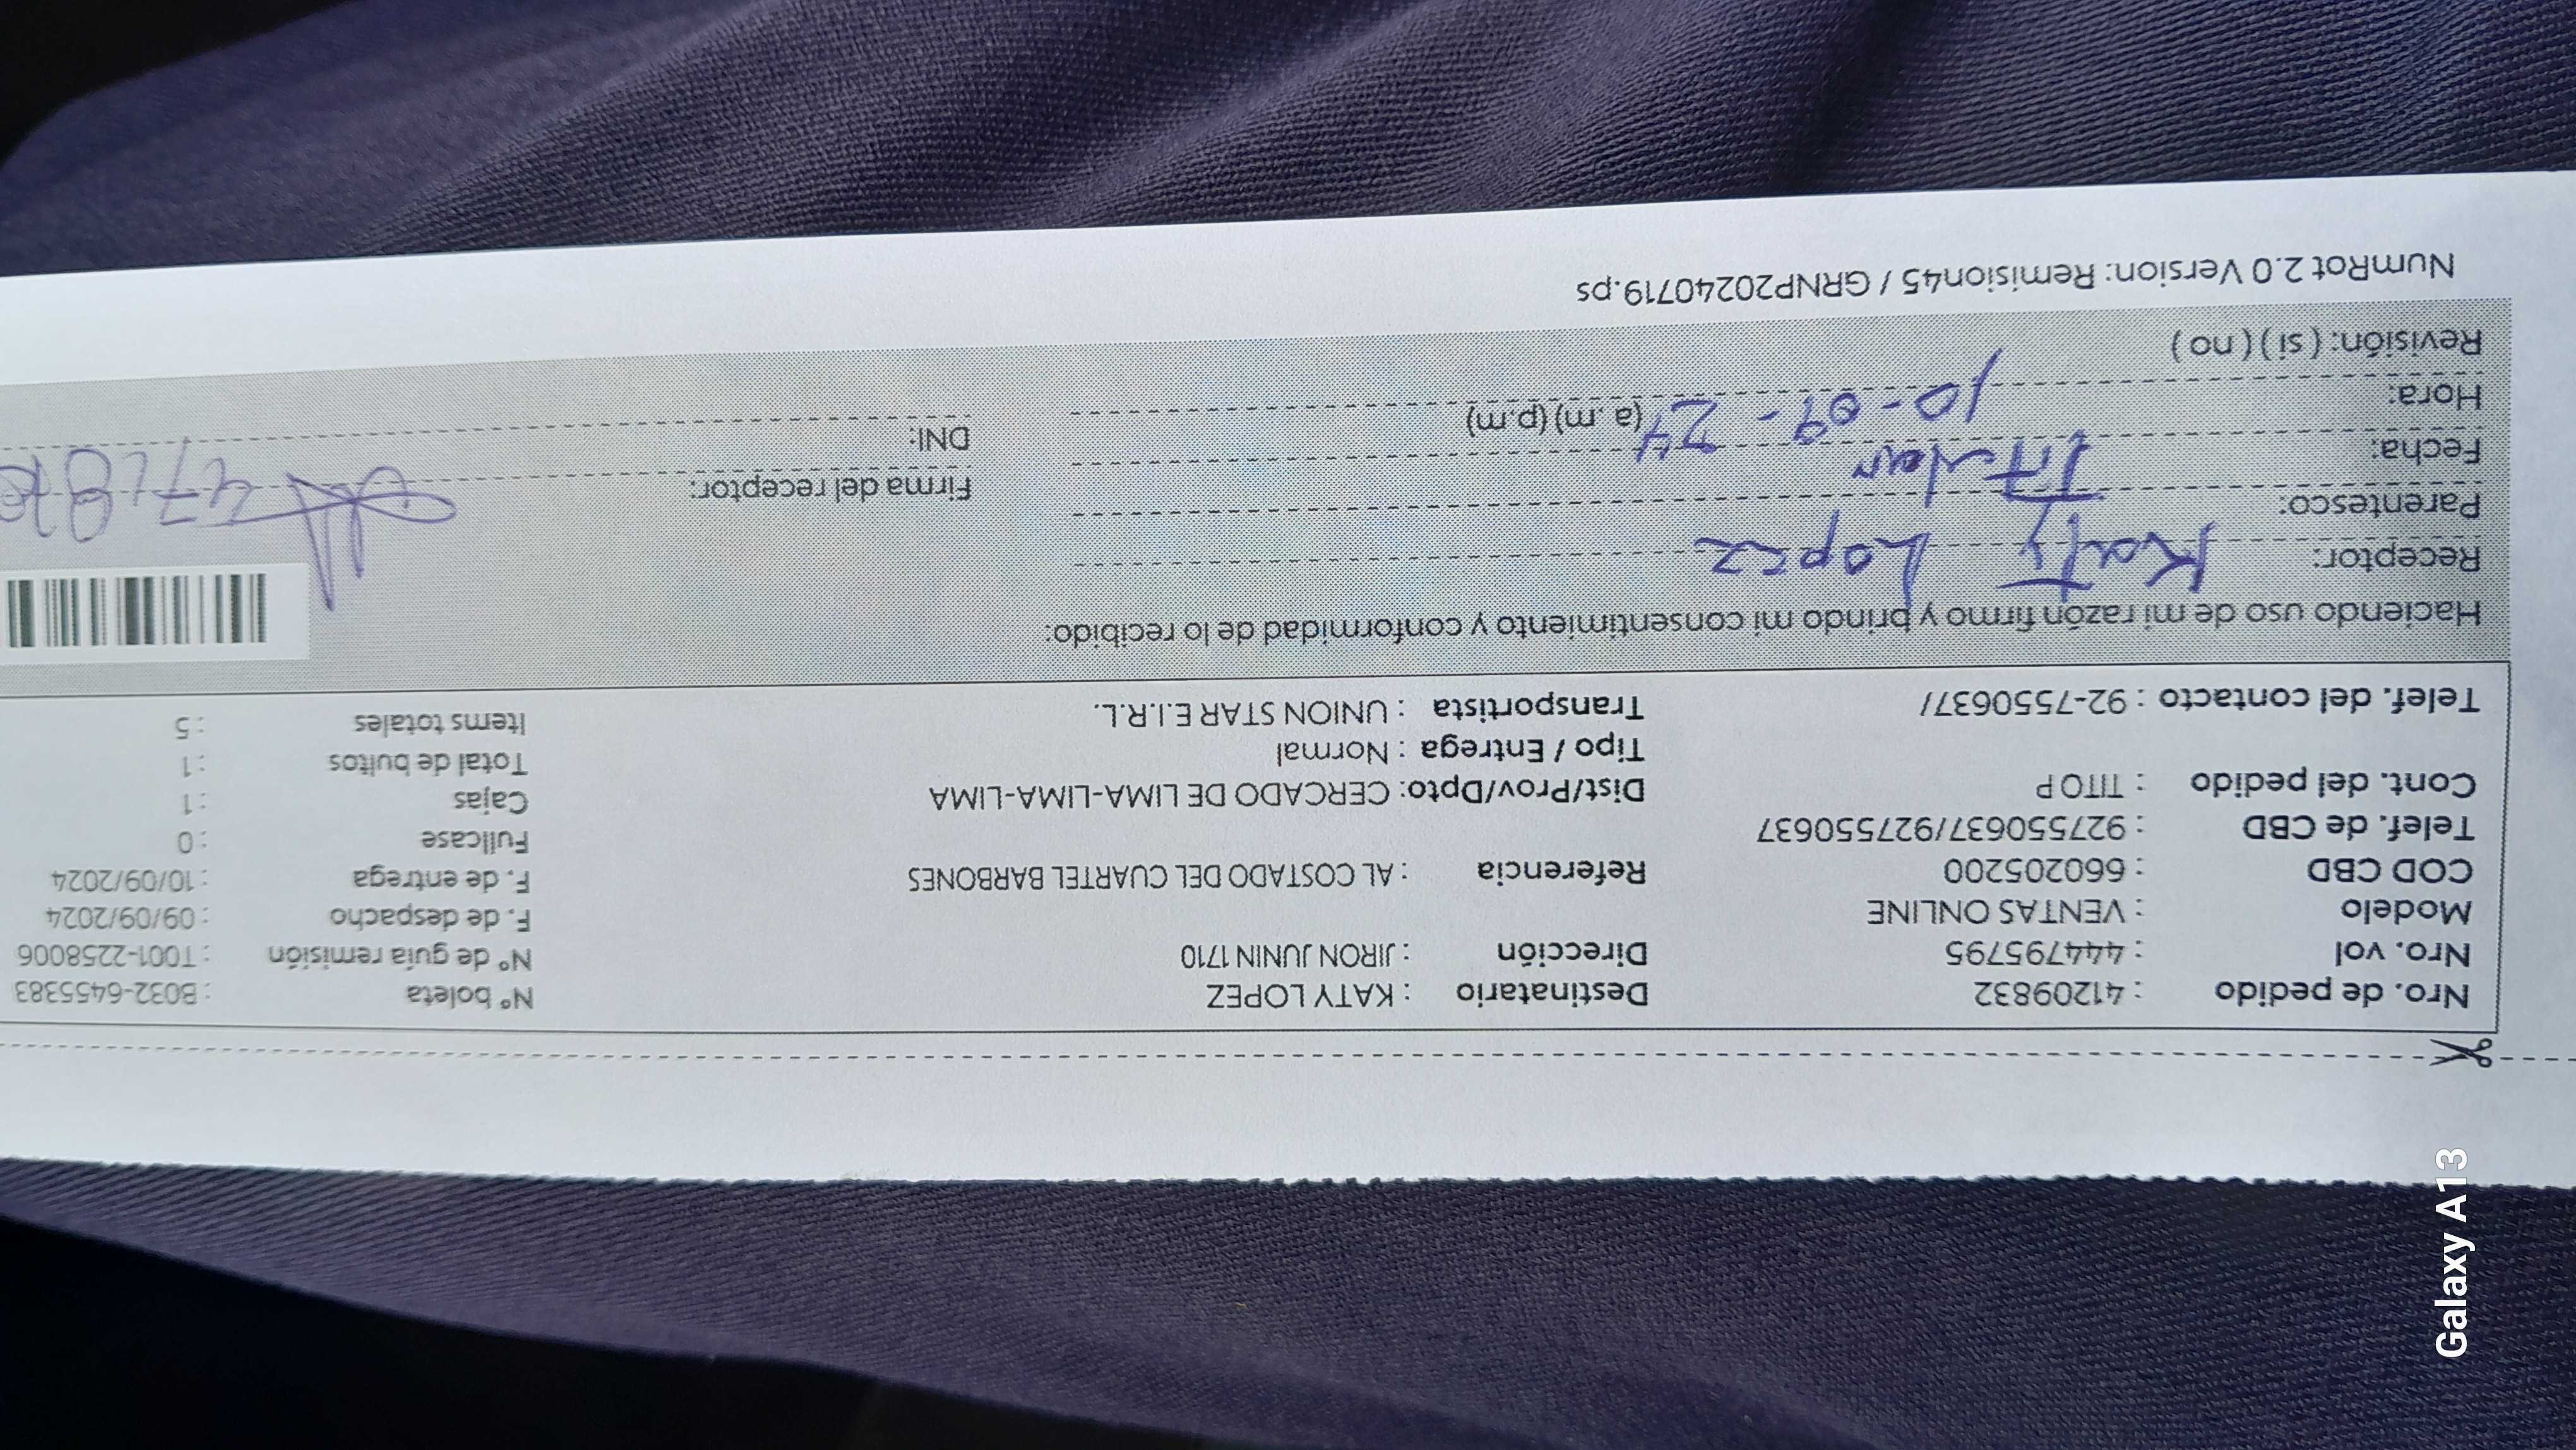 Nro. de pedido : 41209832 Destinatario : KATY LOPEZ Nº boleta : B032-6455383
Nro. vol : 444795795 Dirección : JIRON JUNIN 1710 Nº de guía remisión : T001-2258006
Modelo : VENTAS ONLINE F. de despacho : 09/09/2024
COD CBD : 660205200 Referencia : AL COSTADO DEL CUARTEL BARBONES F. de entrega : 10/09/2024
Telef. de CBD : 927550637/927550637 Fullcase : 0
Cont. del pedido : TITO P Dist/Prov/Dpto: CERCADO DE LIMA-LIMA-LIMA Cajas : 1
Tipo / Entrega : Normal Total de bultos : 1
Telef. del contacto : 92-7550637/ Transportista : UNION STAR E.I.R.L. Items totales : 5
Haciendo uso de mi razón firmo y brindo mi consentimiento y conformidad de lo recibido:
Receptor: Katy Lopez
Parentesco: Titular Firma del receptor:
Fecha: 10-09-24 DNI:
Hora: (a. m) (p.m)
Revisión: ( si ) ( no )
NumRot 2.0 Version: Remision45 / GRNP20240719.ps
Galaxy A13